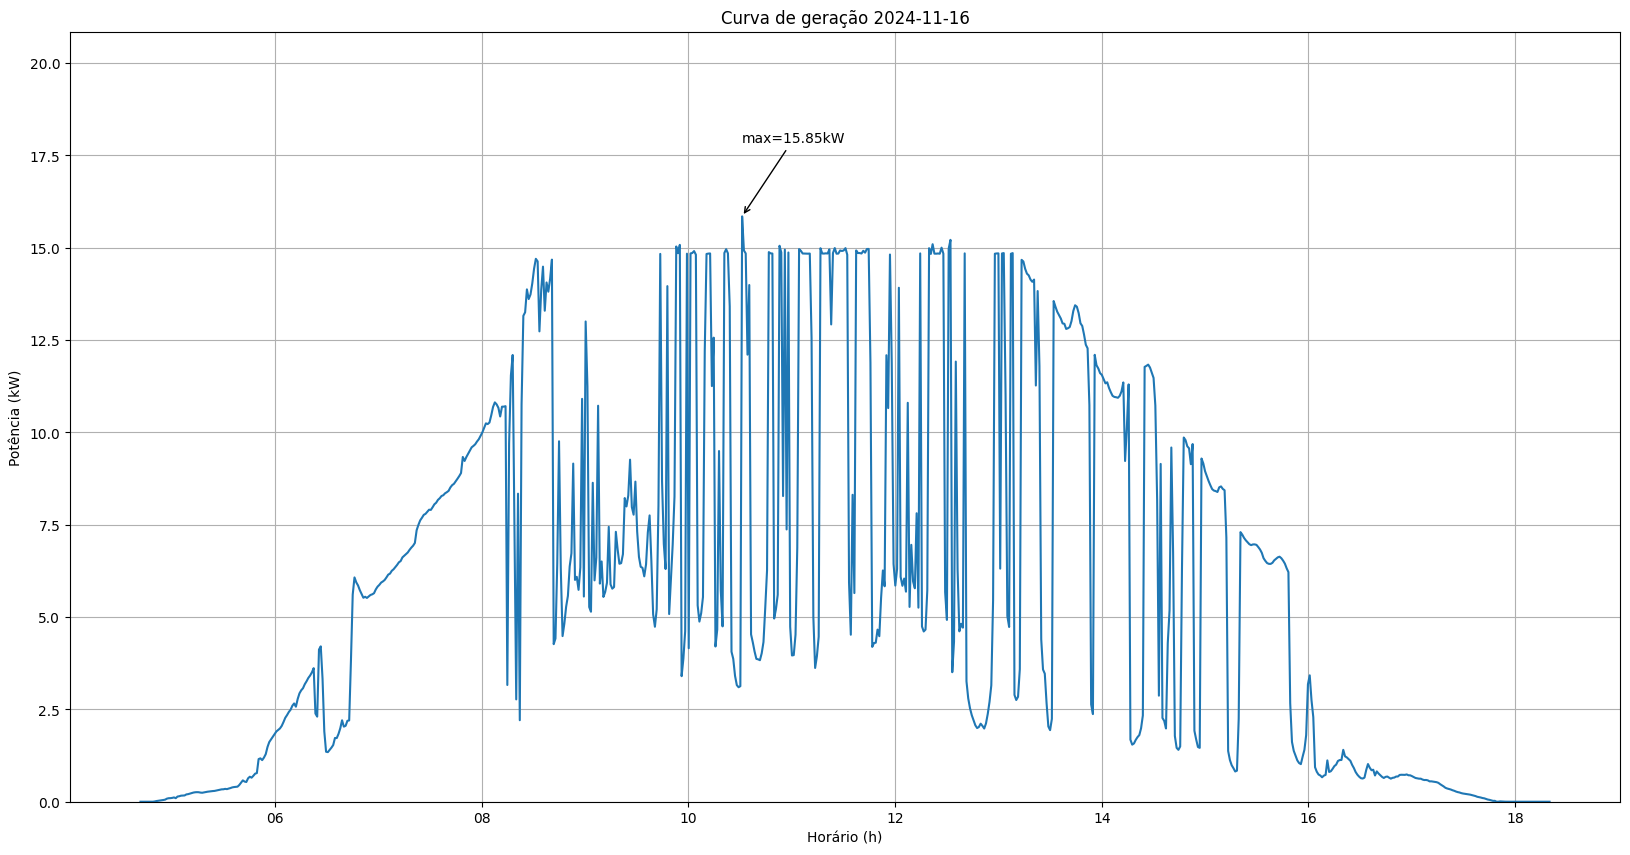 Curva de geração 2024-11-16
20.0
17.5
15.0
12.5
10.0
7.5
5.0
2.5
0.0
Potência (kW)
max=15.85kW
06 08 10 12 14 16 18
Horário (h)